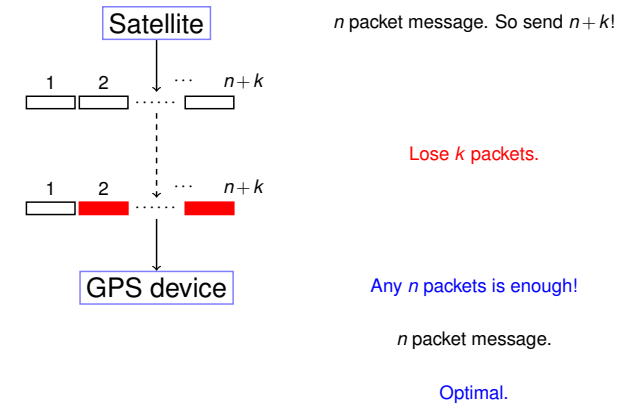 Satellite
n packet message. So send n+k!
1 2 ··· n+k
······
Lose k packets.
1 2 ··· n+k
······
GPS device
Any n packets is enough!
n packet message.
Optimal.